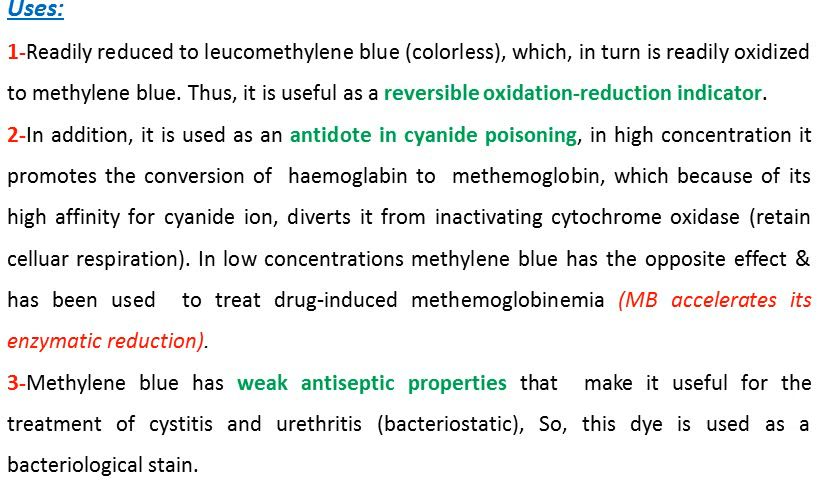 Uses:
1-Readily reduced to leucomethylene blue (colorless), which, in turn is readily oxidized
to methylene blue. Thus, it is useful as a reversible oxidation-reduction indicator.
2-In addition, it is used as an antidote in cyanide poisoning, in high concentration it
promotes the conversion of haemoglabin to methemoglobin, which because of its
high affinity for cyanide ion, diverts it from inactivating cytochrome oxidase (retain
celluar respiration). In low concentrations methylene blue has the opposite effect &
has been used to treat drug-induced methemoglobinemia (MB accelerates its
enzymatic reduction).
3-Methylene blue has weak antiseptic properties that make it useful for the
treatment of cystitis and urethritis (bacteriostatic), So, this dye is used as a
bacteriological stain.